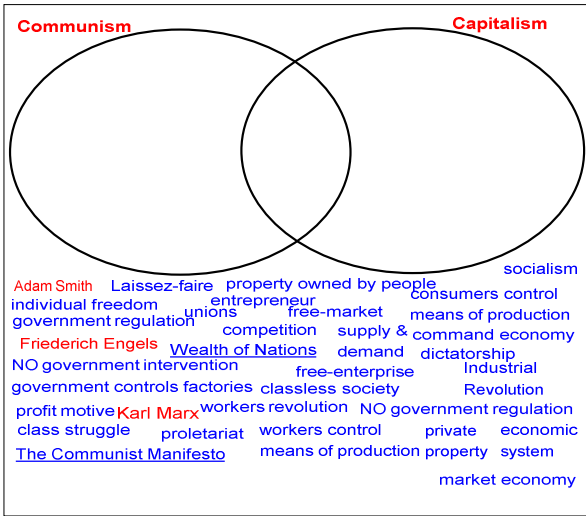 Communism
Capitalism
socialism
Adam Smith Laissez-faire property owned by people
individual freedom entrepreneur consumers control
government regulation unions free-market means of production
competition supply & command economy
Friederich Engels Wealth of Nations demand dictatorship
NO government intervention free-enterprise Industrial
government controls factories classless society Revolution
profit motive Karl Marx workers revolution NO government regulation
class struggle proletariat workers control private economic
The Communist Manifesto means of production property system
market economy